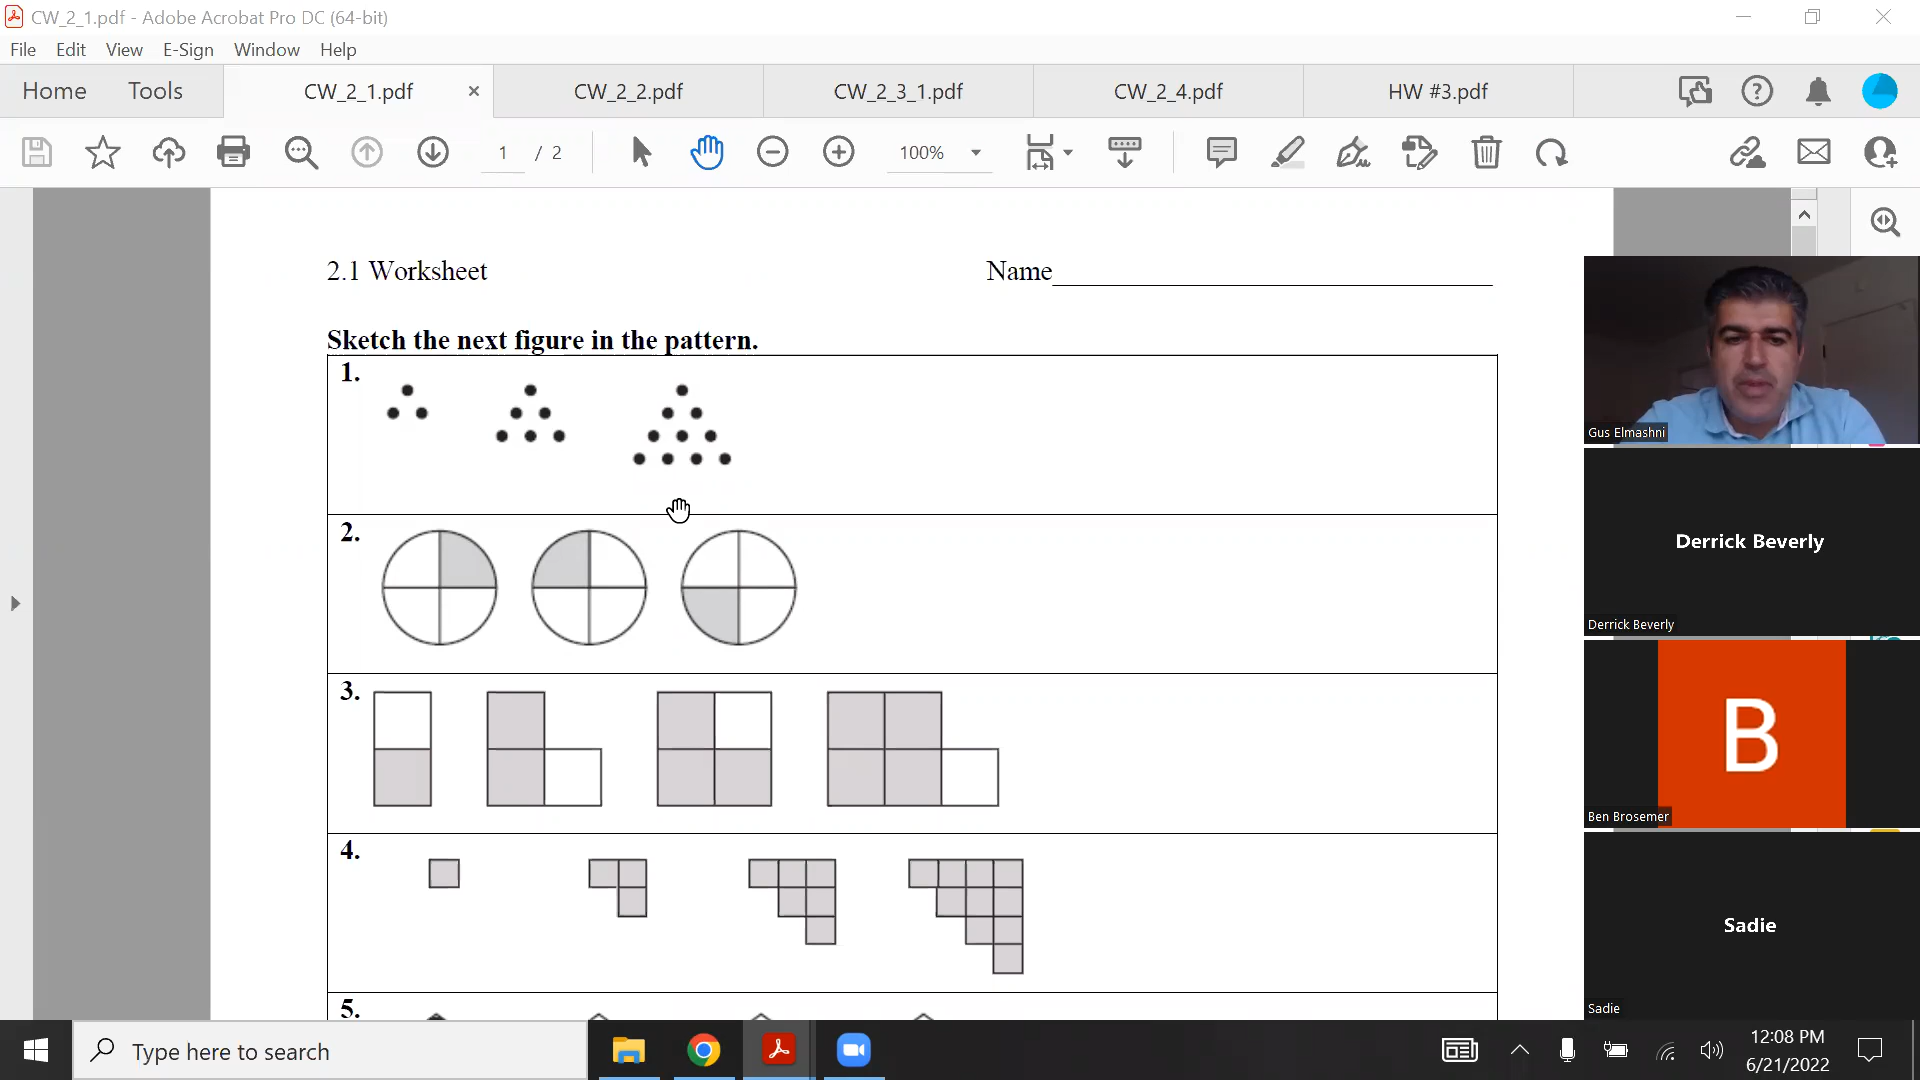 CW_2_1.pdf - Adobe Acrobat Pro DC (64-bit)
File Edit View E-Sign Window Help
Home Tools CW_2_1.pdf × CW_2_2.pdf CW_2_3_1.pdf CW_2_4.pdf HW #3.pdf
1 / 2 100%
2.1 Worksheet Name
Sketch the next figure in the pattern.
1.
2.
3.
4.
5.
Gus Elmashni
Derrick Beverly
Derrick Beverly
B
Ben Brosemer
Sadie
Sadie
Type here to search
12:08 PM
6/21/2022